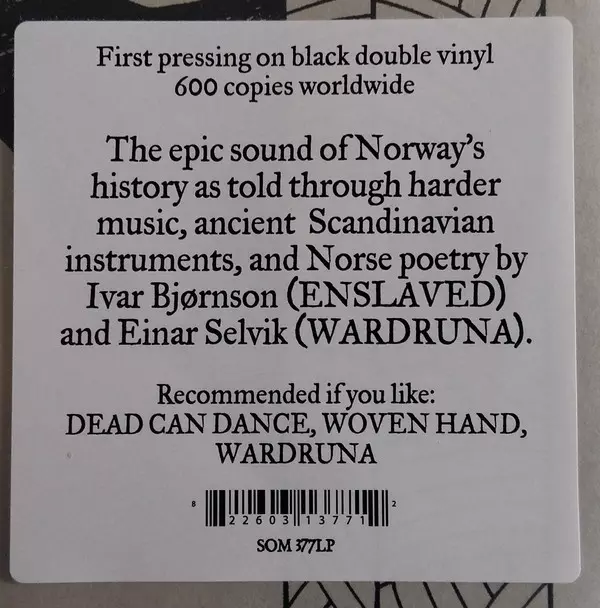 First pressing on black double vinyl
600 copies worldwide
The epic sound of Norway's
history as told through harder
music, ancient Scandinavian
instruments, and Norse poetry by
Ivar Bjørnson (ENSLAVED)
and Einar Selvik (WARDRUNA).
Recommended if you like:
DEAD CAN DANCE, WOVEN HAND,
WARDRUNA
8 22603 13771 2
SOM 377LP